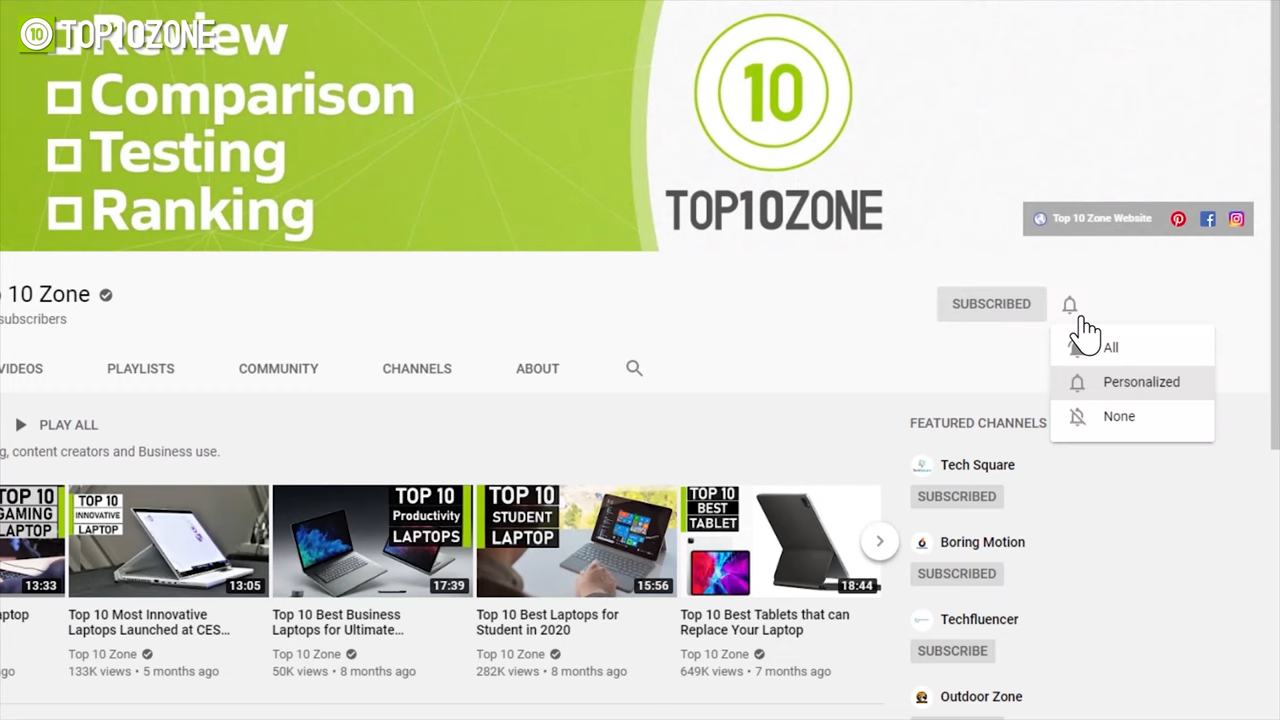 Review
TOP10ZONE
Comparison
Testing
Ranking
10
TOP10ZONE
Top 10 Zone Website
10 Zone
subscribers
SUBSCRIBED
All
Personalized
None
VIDEOS
PLAYLISTS
COMMUNITY
CHANNELS
ABOUT
PLAY ALL
content creators and Business use.
FEATURED CHANNELS
Tech Square
SUBSCRIBED
Boring Motion
SUBSCRIBED
Techfluencer
SUBSCRIBE
Outdoor Zone
TOP 10
GAMING
LAPTOP
13:33
TOP 10
INNOVATIVE
LAPTOP
13:05
Top 10 Most Innovative
Laptops Launched at CES...
Top 10 Zone
133K views • 5 months ago
TOP 10
Productivity
LAPTOPS
17:39
Top 10 Best Business
Laptops for Ultimate...
Top 10 Zone
50K views • 8 months ago
TOP 10
STUDENT
LAPTOP
15:56
Top 10 Best Laptops for
Student in 2020
Top 10 Zone
282K views • 8 months ago
TOP 10
BEST
TABLET
18:44
Top 10 Best Tablets that can
Replace Your Laptop
Top 10 Zone
649K views • 7 months ago